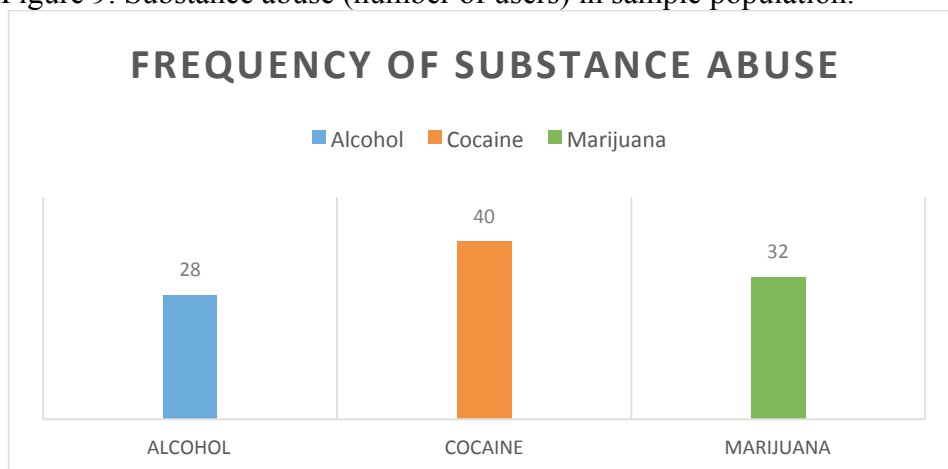 Figure 9. Substance abuse (number of users) in sample population.
FREQUENCY OF SUBSTANCE ABUSE
Alcohol Cocaine Marijuana
28
40
32
ALCOHOL COCAINE MARIJUANA